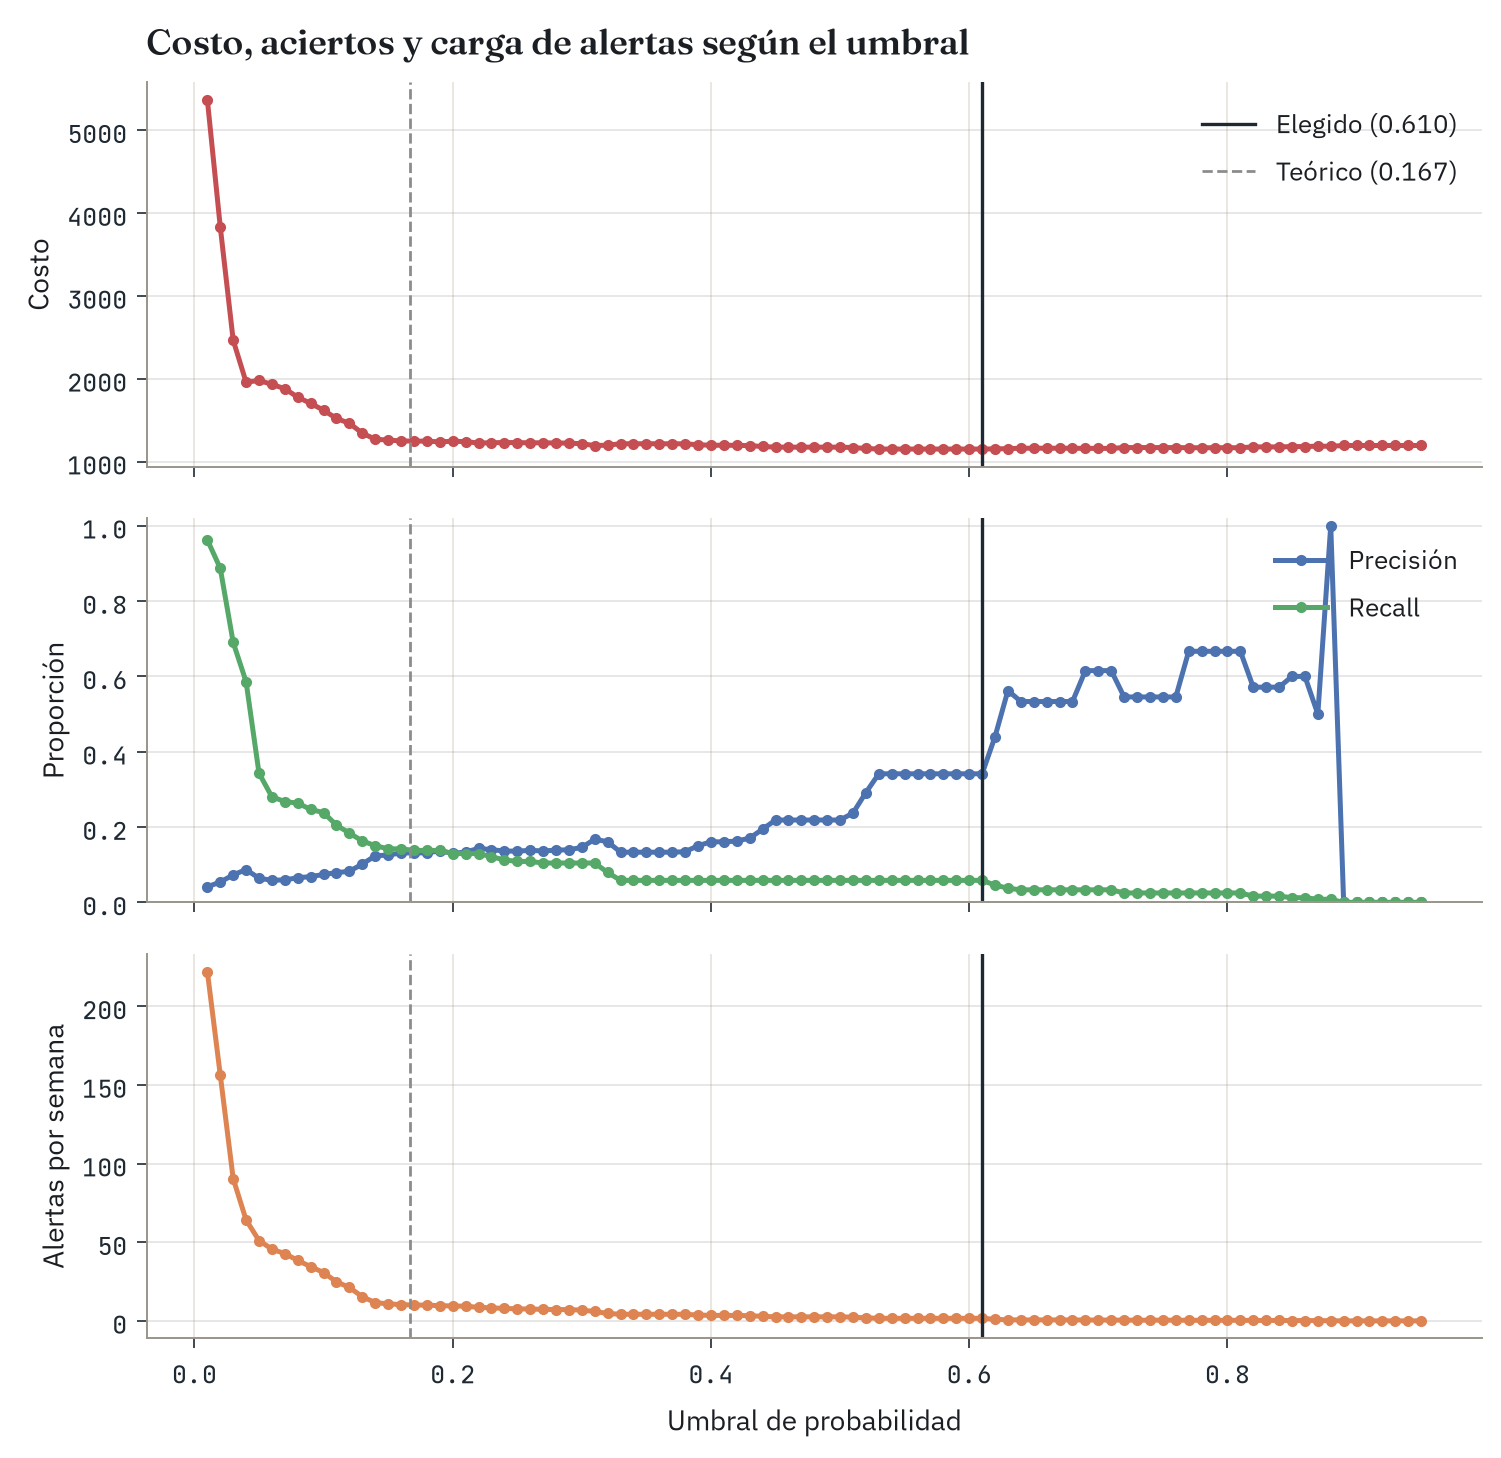 Costo, aciertos y carga de alertas según el umbral
Costo
5000
4000
3000
2000
1000
Elegido (0.610)
Teórico (0.167)
Proporción
1.0
0.8
0.6
0.4
0.2
0.0
Precisión
Recall
Alertas por semana
200
150
100
50
0
0.0 0.2 0.4 0.6 0.8
Umbral de probabilidad